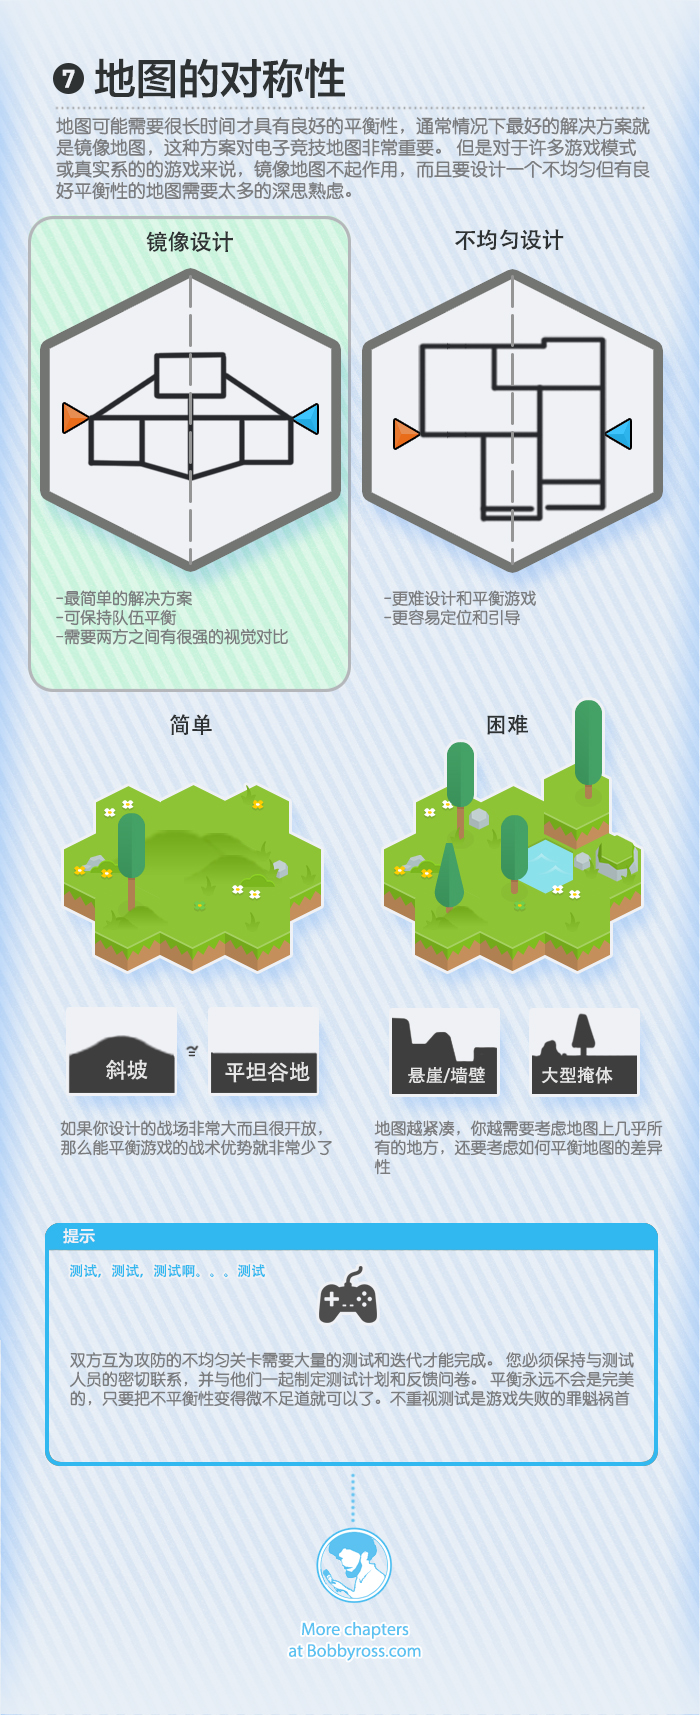 7 地图的对称性
地图可能需要很长时间才具有良好的平衡性，通常情况下最好的解决方案就
是镜像地图，这种方案对电子竞技地图非常重要。 但是对于许多游戏模式
或真实系的的游戏来说，镜像地图不起作用，而且要设计一个不均匀但有良
好平衡性的地图需要太多的深思熟虑。
镜像设计
-最简单的解决方案
-可保持队伍平衡
-需要两方之间有很强的视觉对比
不均匀设计
-更难设计和平衡游戏
-更容易定位和引导
简单
斜坡
≅
平坦谷地
如果你设计的战场非常大而且很开放，
那么能平衡游戏的战术优势就非常少了
困难
悬崖/墙壁
大型掩体
地图越紧凑，你越需要考虑地图上几乎所
有的地方，还要考虑如何平衡地图的差异
性
提示
测试，测试，测试啊。。。测试
双方互为攻防的不均匀关卡需要大量的测试和迭代才能完成。 您必须保持与测试
人员的密切联系，并与他们一起制定测试计划和反馈问卷。 平衡永远不会是完美
的，只要把不平衡性变得微不足道就可以了。不重视测试是游戏失败的罪魁祸首
More chapters
at Bobbyross.com